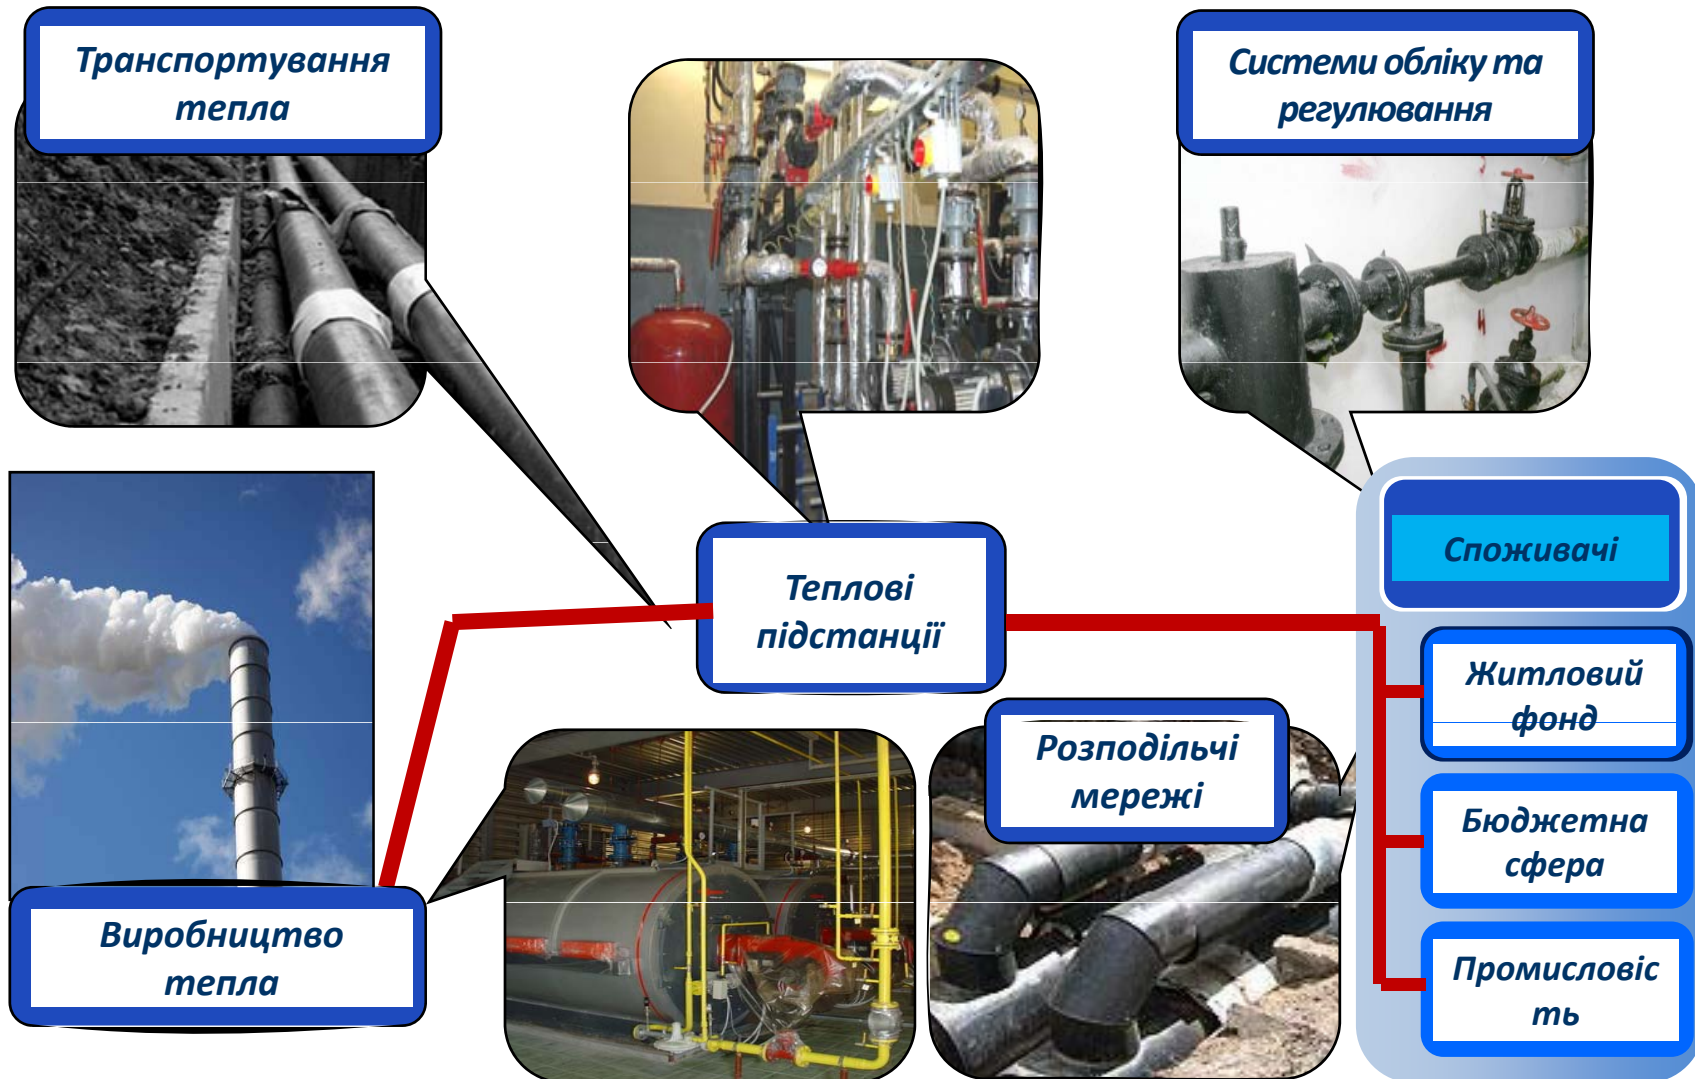 Транспортування
тепла
Системи обліку та
регулювання
Споживачі
Теплові
підстанції
Житловий
фонд
Розподільчі
мережі
Бюджетна
сфера
Виробництво
тепла
Промисловіс
ть